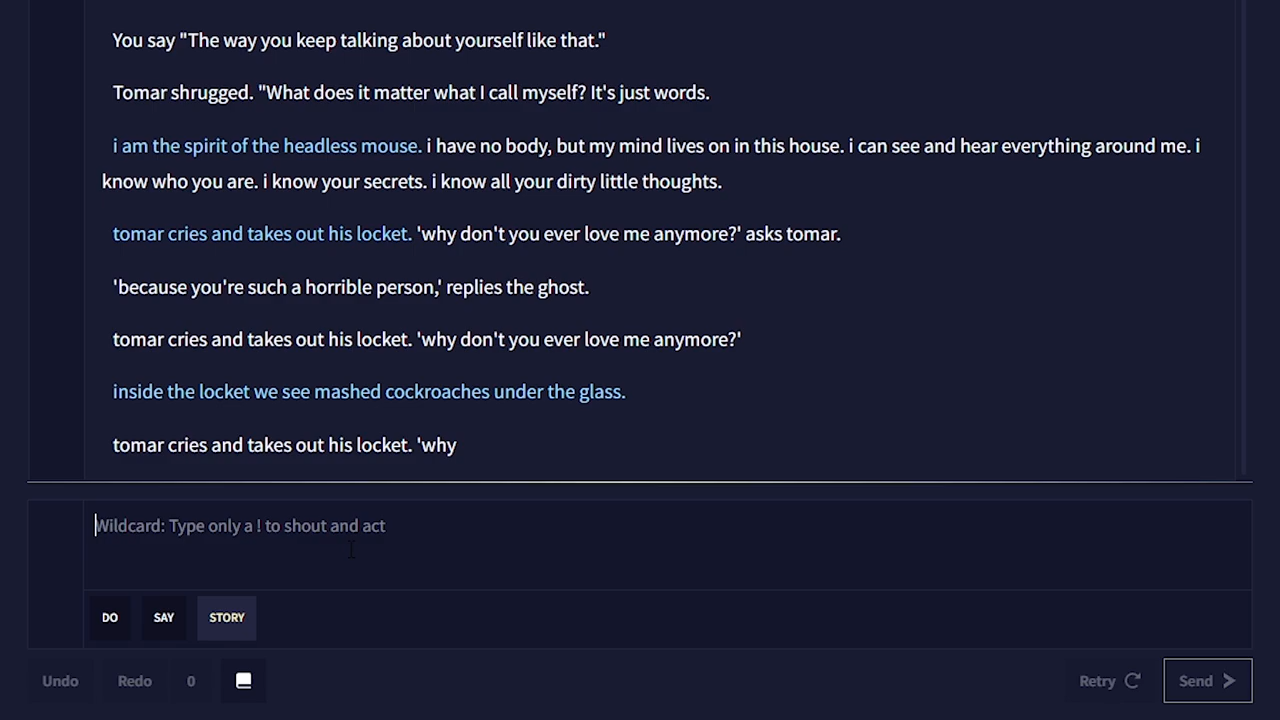 You say "The way you keep talking about yourself like that."
Tomar shrugged. "What does it matter what I call myself? It's just words.
i am the spirit of the headless mouse. i have no body, but my mind lives on in this house. i can see and hear everything around me. i
know who you are. i know your secrets. i know all your dirty little thoughts.
tomar cries and takes out his locket. 'why don't you ever love me anymore?' asks tomar.
'because you're such a horrible person,' replies the ghost.
tomar cries and takes out his locket. 'why don't you ever love me anymore?'
inside the locket we see mashed cockroaches under the glass.
tomar cries and takes out his locket. 'why
Wildcard: Type only a ! to shout and act
DO SAY STORY
Undo Redo 0 Retry Send